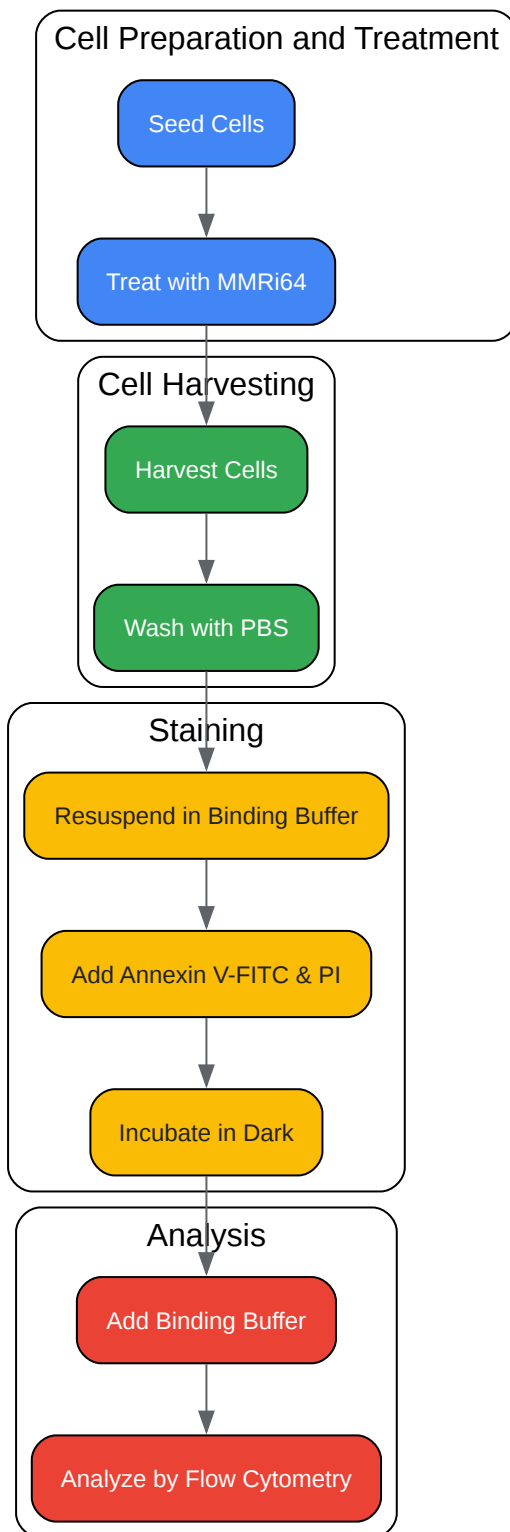 Cell Preparation and Treatment
Seed Cells
Treat with MMRi64
Cell Harvesting
Harvest Cells
Wash with PBS
Staining
Resuspend in Binding Buffer
Add Annexin V-FITC & PI
Incubate in Dark
Analysis
Add Binding Buffer
Analyze by Flow Cytometry